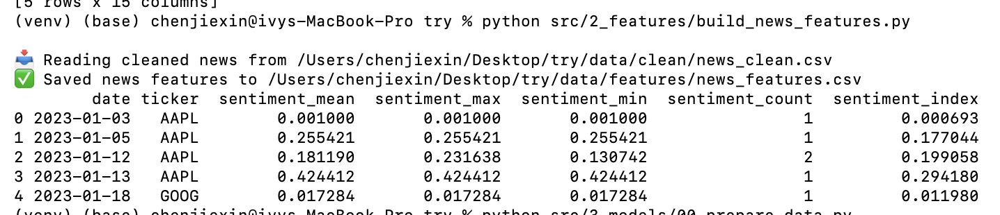 [5 rows x 15 columns]
(venv) (base) chenjiexin@ivys-MacBook-Pro try % python src/2_features/build_news_features.py
📥 Reading cleaned news from /Users/chenjiexin/Desktop/try/data/clean/news_clean.csv
✅ Saved news features to /Users/chenjiexin/Desktop/try/data/features/news_features.csv
        date ticker  sentiment_mean  sentiment_max  sentiment_min  sentiment_count  sentiment_index
0 2023-01-03   AAPL        0.001000       0.001000       0.001000                1         0.000693
1 2023-01-05   AAPL        0.255421       0.255421       0.255421                1         0.177044
2 2023-01-12   AAPL        0.181190       0.231638       0.130742                2         0.199058
3 2023-01-13   AAPL        0.424412       0.424412       0.424412                1         0.294180
4 2023-01-18   GOOG        0.017284       0.017284       0.017284                1         0.011980
(venv) (base) chenjiexin@ivys-MacBook-Pro try % python src/3_models/00_prepare_data.py